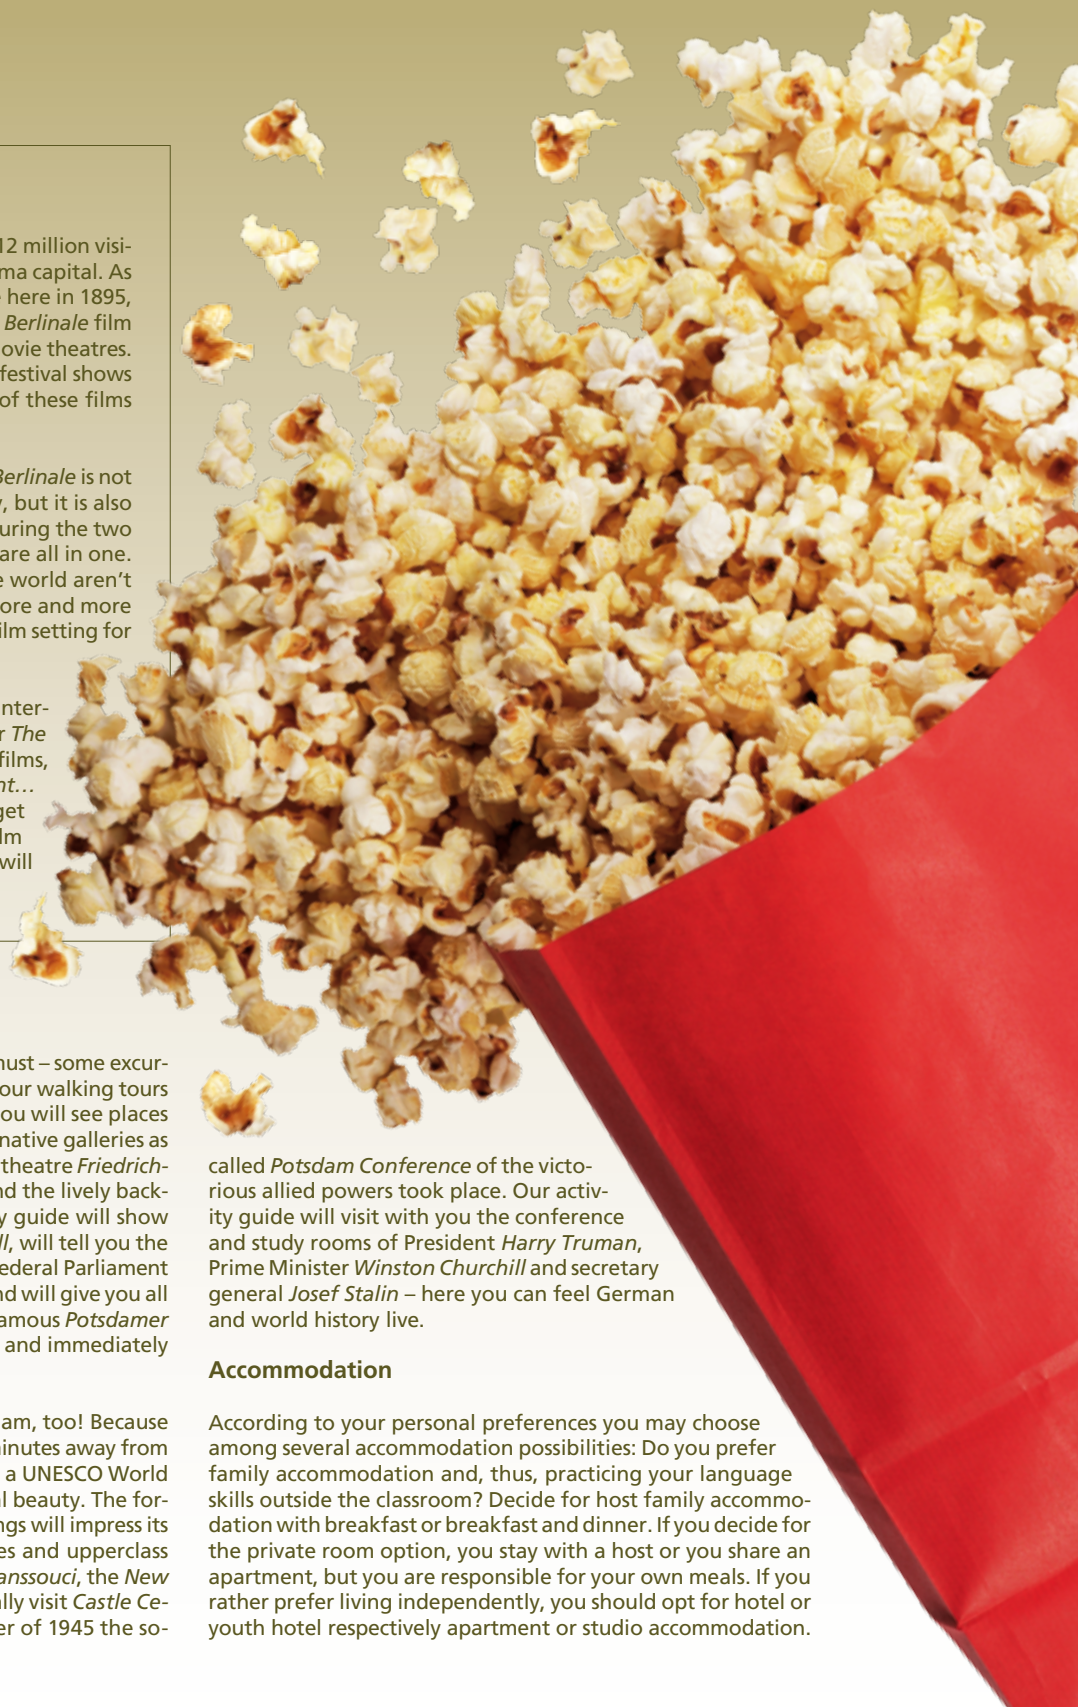 12 million visi-
ma capital. As
here in 1895,
Berlinale film
ovie theatres.
festival shows
of these films
Berlinale is not
, but it is also
uring the two
are all in one.
e world aren’t
ore and more
ilm setting for
nter-
r The
films,
nt…
get
lm
will
must – some excur-
our walking tours
ou will see places
native galleries as
theatre Friedrich-
nd the lively back-
y guide will show
ll, will tell you the
ederal Parliament
nd will give you all
amous Potsdamer
and immediately
am, too! Because
minutes away from
a UNESCO World
l beauty. The for-
ngs will impress its
es and upperclass
anssouci, the New
lly visit Castle Ce-
er of 1945 the so-
called Potsdam Conference of the victo-
rious allied powers took place. Our activ-
ity guide will visit with you the conference
and study rooms of President Harry Truman,
Prime Minister Winston Churchill and secretary
general Josef Stalin – here you can feel German
and world history live.
Accommodation
According to your personal preferences you may choose
among several accommodation possibilities: Do you prefer
family accommodation and, thus, practicing your language
skills outside the classroom? Decide for host family accommo-
dation with breakfast or breakfast and dinner. If you decide for
the private room option, you stay with a host or you share an
apartment, but you are responsible for your own meals. If you
rather prefer living independently, you should opt for hotel or
youth hotel respectively apartment or studio accommodation.